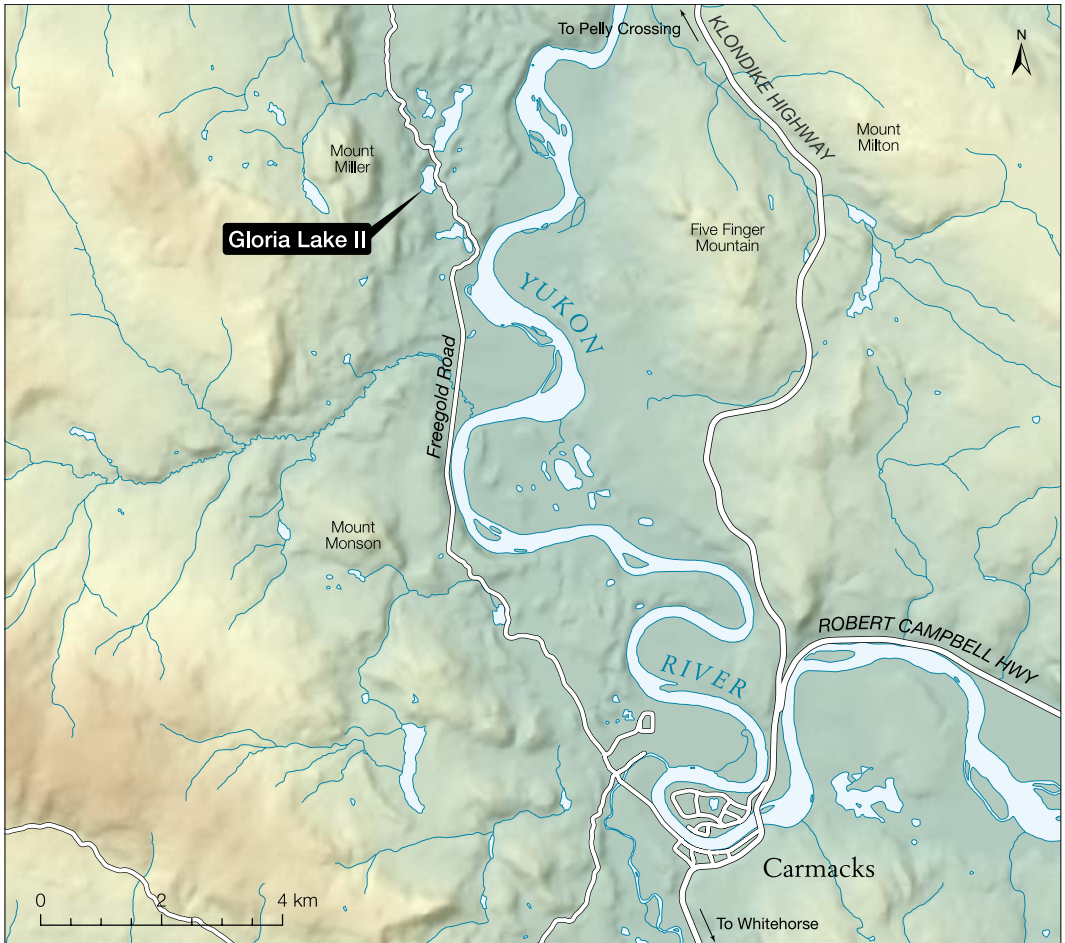 To Pelly Crossing
KLONDIKE HIGHWAY
N
Mount
Milton
Mount
Miller
Gloria Lake II
Five Finger
Mountain
YUKON
Freegold Road
Mount
Monson
ROBERT CAMPBELL HWY
RIVER
Carmacks
0 2 4 km
To Whitehorse